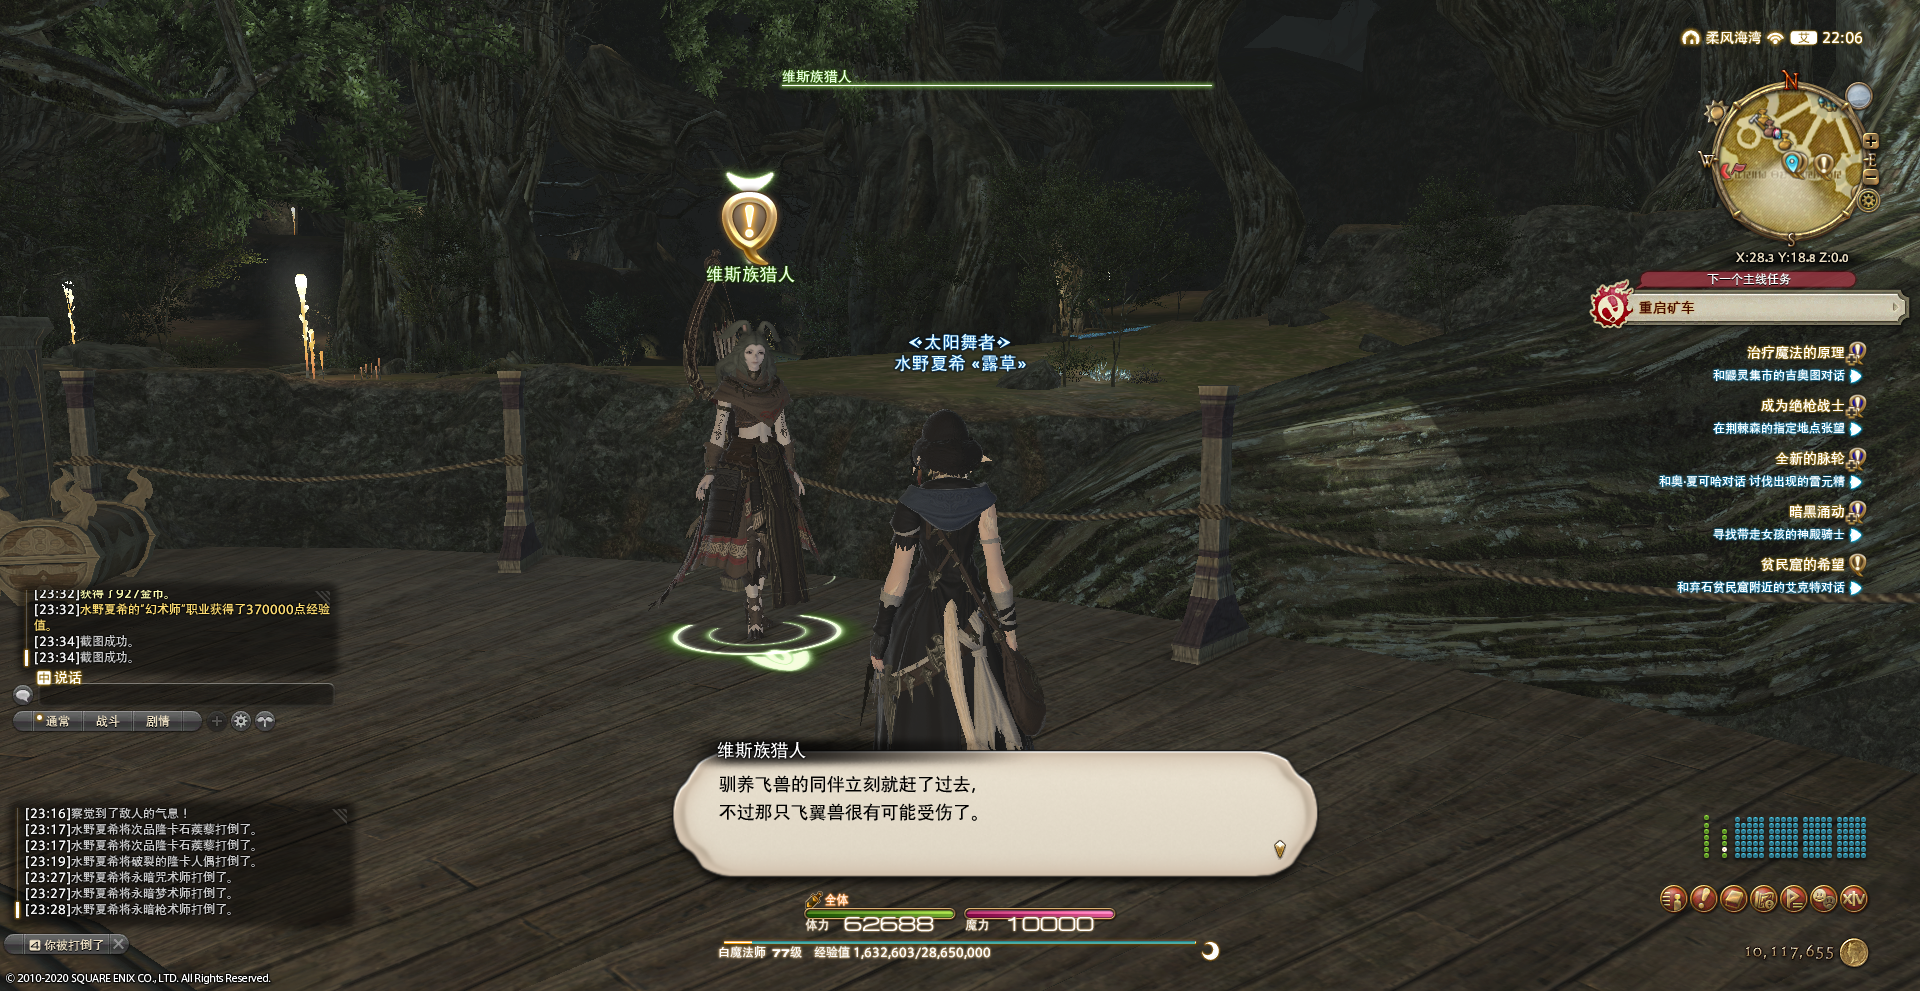 柔风海湾 艾 22:06
维斯族猎人
N
W
E
S
X:28.3 Y:18.8 Z:0.0
下一个主线任务
重启矿车
维斯族猎人
太阳舞者
水野夏希 «露草»
治疗魔法的原理
和鼹灵集市的吉奥图对话
成为绝枪战士
在荆棘森的指定地点张望
全新的脉轮
和奥·夏可哈对话 讨伐出现的雷元精
暗黑涌动
寻找带走女孩的神殿骑士
贫民窟的希望
和弃石贫民窟附近的艾克特对话
[23:32]获得了927金币。
[23:32]水野夏希的“幻术师”职业获得了370000点经验
值。
[23:34]截图成功。
[23:34]截图成功。
中 说话
通常 战斗 剧情
维斯族猎人
驯养飞兽的同伴立刻就赶了过去,
不过那只飞翼兽很有可能受伤了。
[23:16]察觉到了敌人的气息！
[23:17]水野夏希将次品隆卡石蒺藜打倒了。
[23:17]水野夏希将次品隆卡石蒺藜打倒了。
[23:19]水野夏希将破裂的隆卡人偶打倒了。
[23:27]水野夏希将永暗咒术师打倒了。
[23:27]水野夏希将永暗梦术师打倒了。
[23:28]水野夏希将永暗枪术师打倒了。
4 你被打倒了
全体
体力 62688 魔力 10000
白魔法师 77级 经验值 1,632,603/28,650,000
XIV
10,117,655
© 2010-2020 SQUARE ENIX CO., LTD. All Rights Reserved.